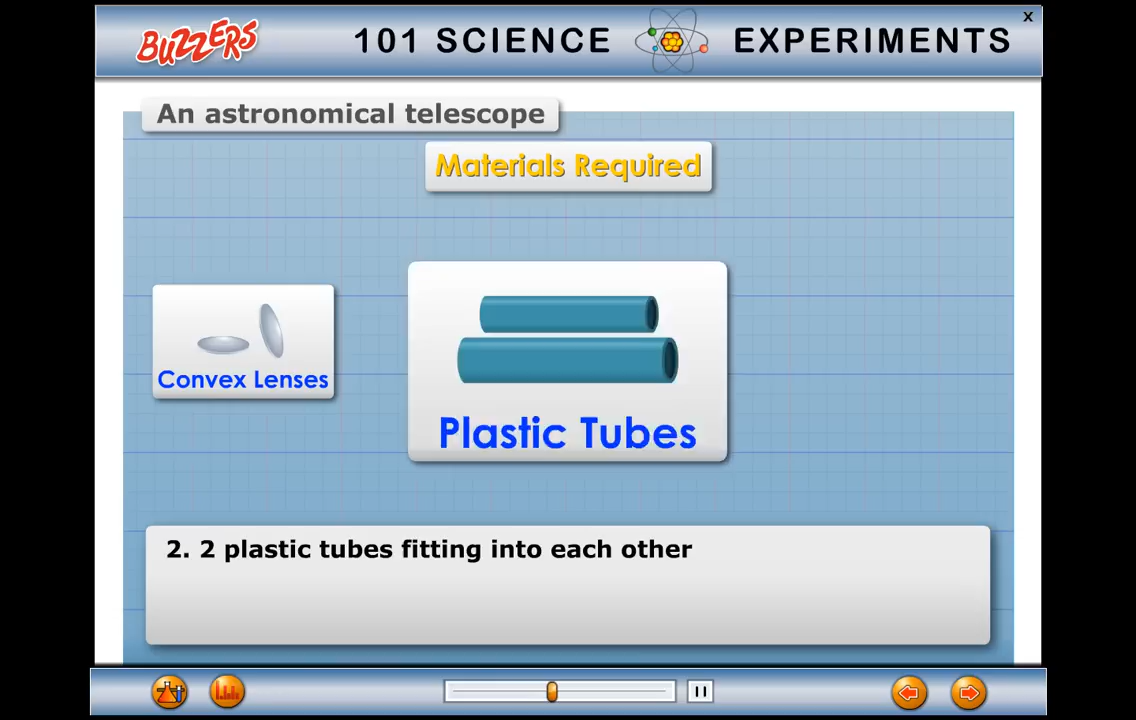 BUZZERS
101 SCIENCE EXPERIMENTS
x
An astronomical telescope
Materials Required
Convex Lenses
Plastic Tubes
2. 2 plastic tubes fitting into each other